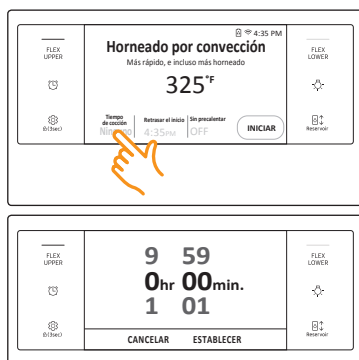 4:35 PM
FLEX
UPPER
Horneado por convección
FLEX
LOWER
Más rápido, e incluso más horneado
325°F
(3sec)
Tiempo
de cocción
Ninguno
Retrasar el inicio
4:35PM
Sin precalentar
OFF
INICIAR
Reservoir
FLEX
UPPER
9 59
FLEX
LOWER
0hr 00min.
1 01
(3sec)
Reservoir
CANCELAR ESTABLECER